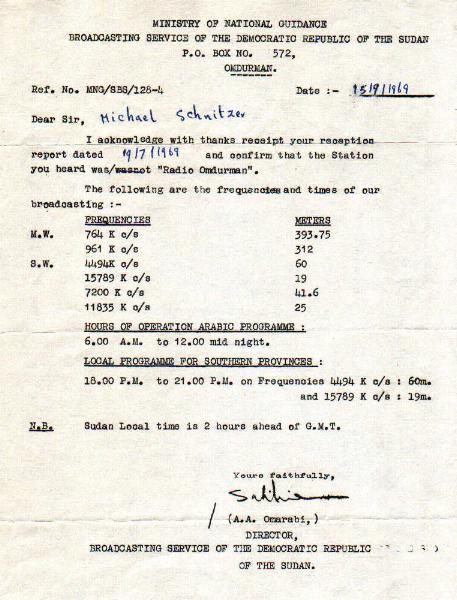 MINISTRY OF NATIONAL GUIDANCE
BROADCASTING SERVICE OF THE DEMOCRATIC REPUBLIC OF THE SUDAN
P.O. BOX NO. 572,
OMDURMAN.
Ref. No. MNG/SBS/128-4 Date :- 15/9/1969
Dear Sir, Michael Schnitzer
I acknowledge with thanks receipt your reception
report dated 19/7/1969 and confirm that the Station
you heard was/wasnot "Radio Omdurman".
The following are the frequencies and times of our
broadcasting :-
FREQUENCIES METERS
M.W. 764 K c/s 393.75
961 K c/s 312
S.W. 4494K c/s 60
15789 K c/s 19
7200 K c/s 41.6
11835 K c/s 25
HOURS OF OPERATION ARABIC PROGRAMME :
6.00 A.M. to 12.00 mid night.
LOCAL PROGRAMME FOR SOUTHERN PROVINCES :
18.00 P.M. to 21.00 P.M. on Frequencies 4494 K c/s : 60m.
and 15789 K c/s : 19m.
N.B. Sudan Local time is 2 hours ahead of G.M.T.
Yours faithfully,
/ (A.A. Omarabi,)
DIRECTOR,
BROADCASTING SERVICE OF THE DEMOCRATIC REPUBLIC
OF THE SUDAN.